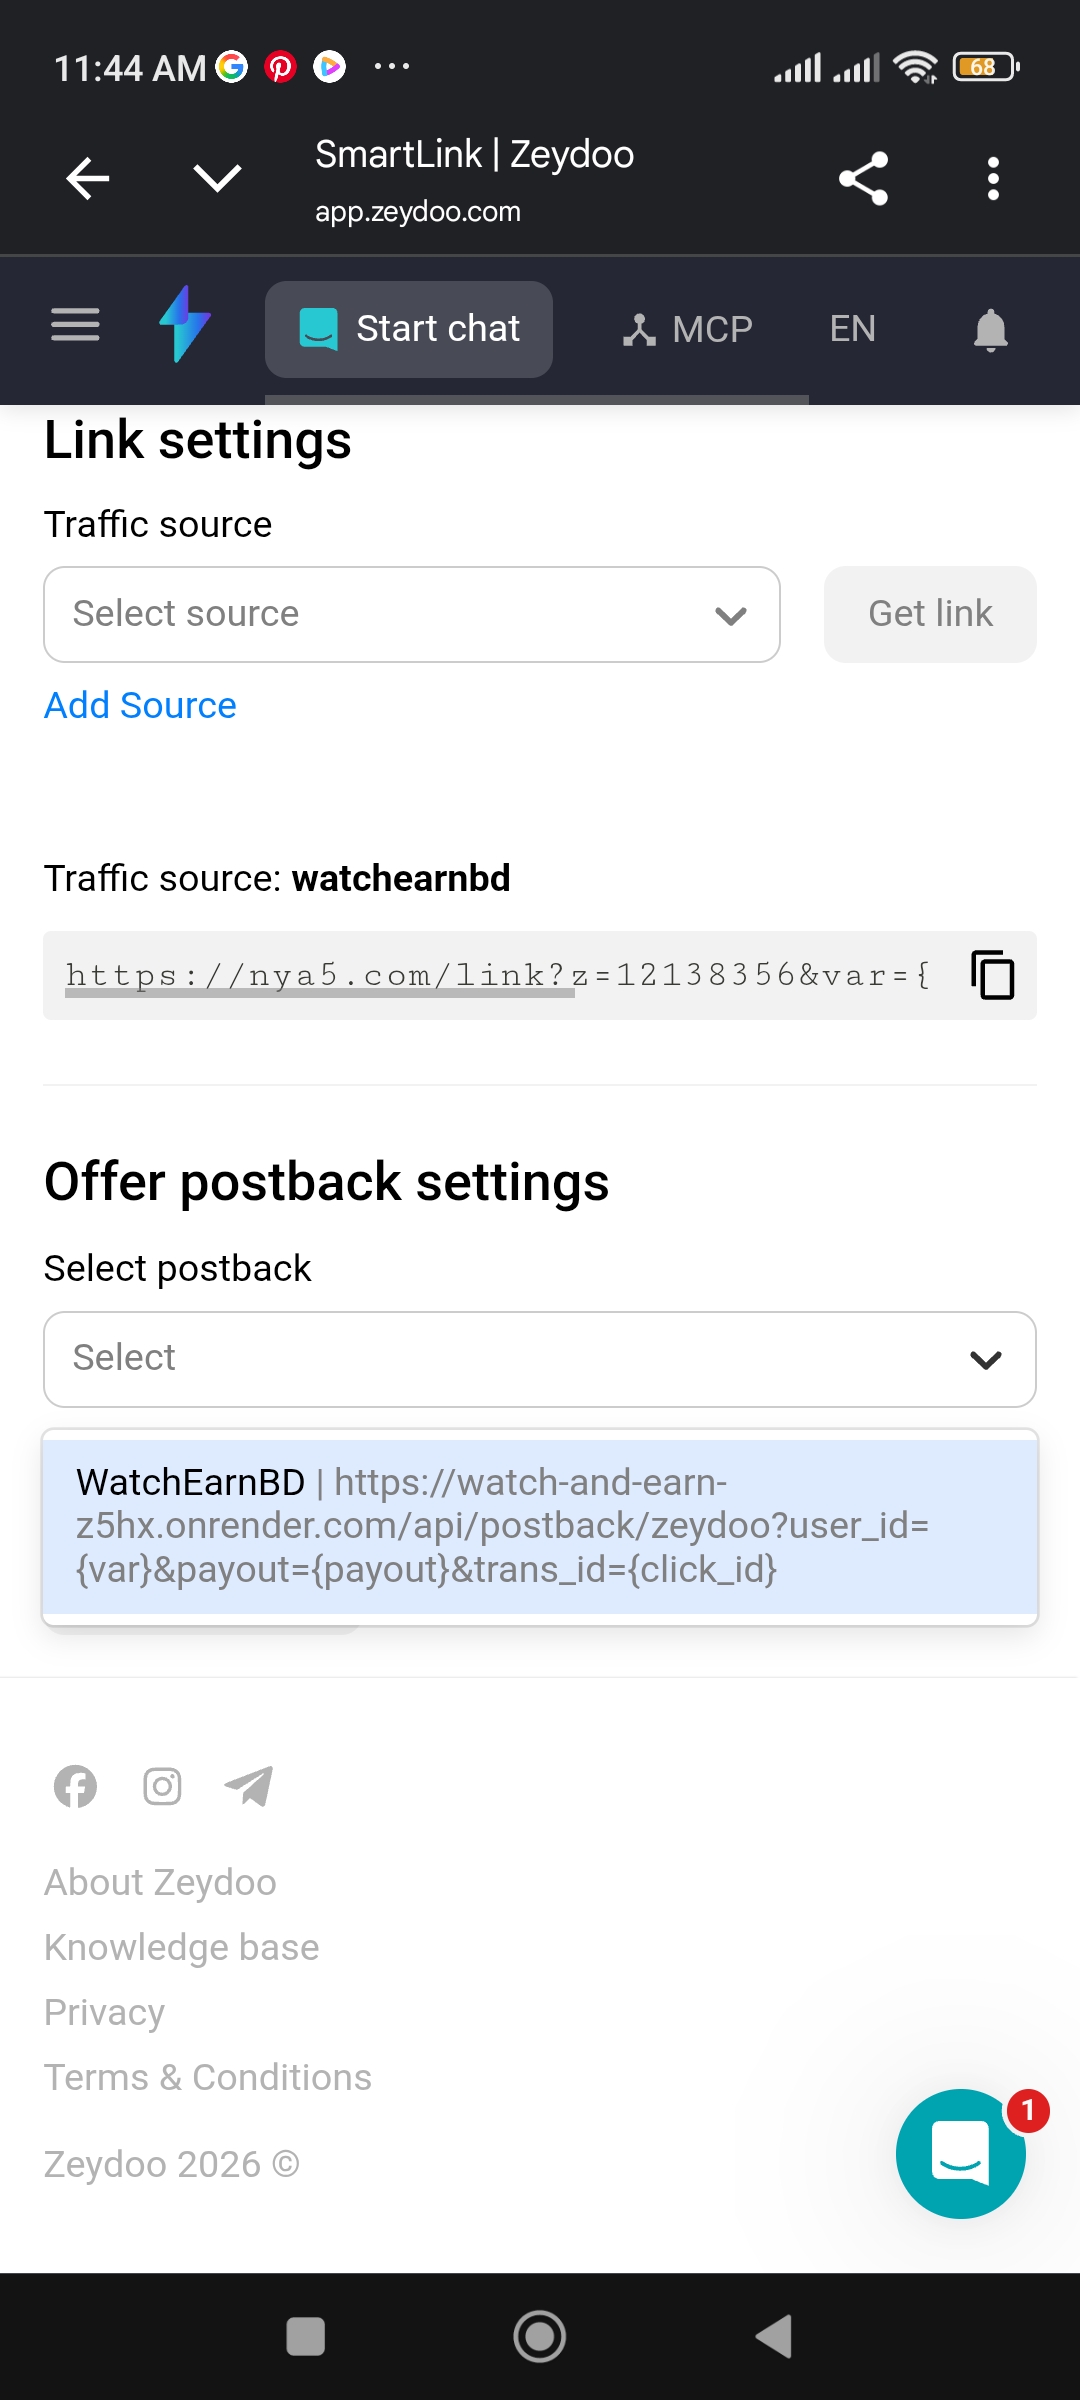 11:44 AM
68
SmartLink | Zeydoo
app.zeydoo.com
Start chat
MCP
EN
Link settings
Traffic source
Select source
Get link
Add Source
Traffic source: watchearnbd
https://nya5.com/link?z=12138356&var={
Offer postback settings
Select postback
Select
WatchEarnBD | https://watch-and-earn-
z5hx.onrender.com/api/postback/zeydoo?user_id=
{var}&payout={payout}&trans_id={click_id}
About Zeydoo
Knowledge base
Privacy
Terms & Conditions
1
Zeydoo 2026 ©